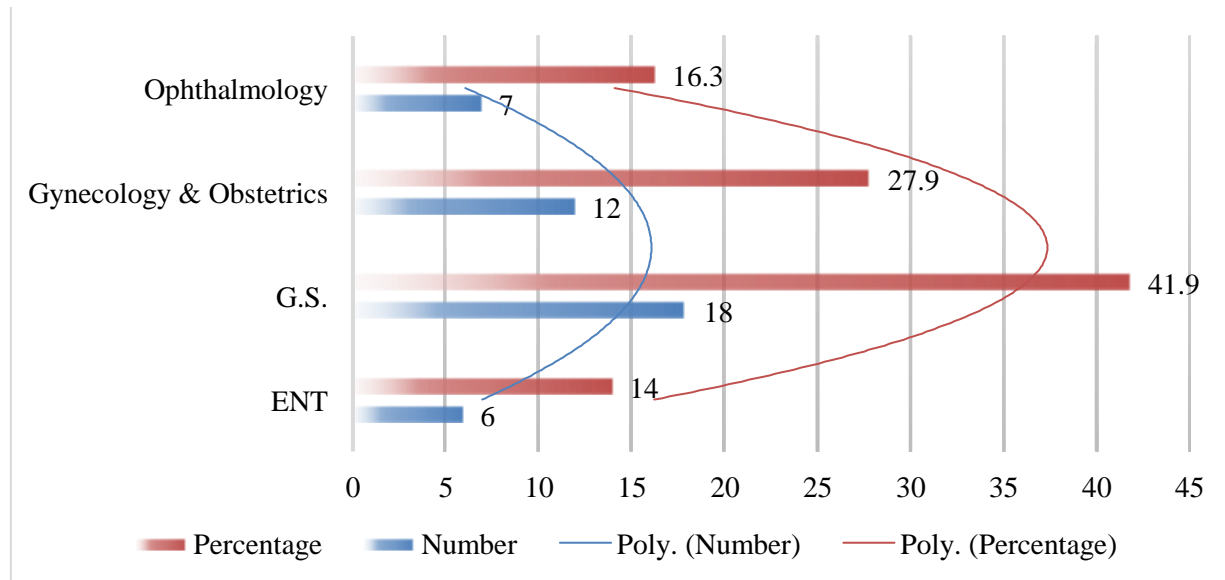 Ophthalmology
16.3
7
Gynecology & Obstetrics
27.9
12
G.S.
41.9
18
ENT
14
6
0 5 10 15 20 25 30 35 40 45
Percentage Number Poly. (Number) Poly. (Percentage)